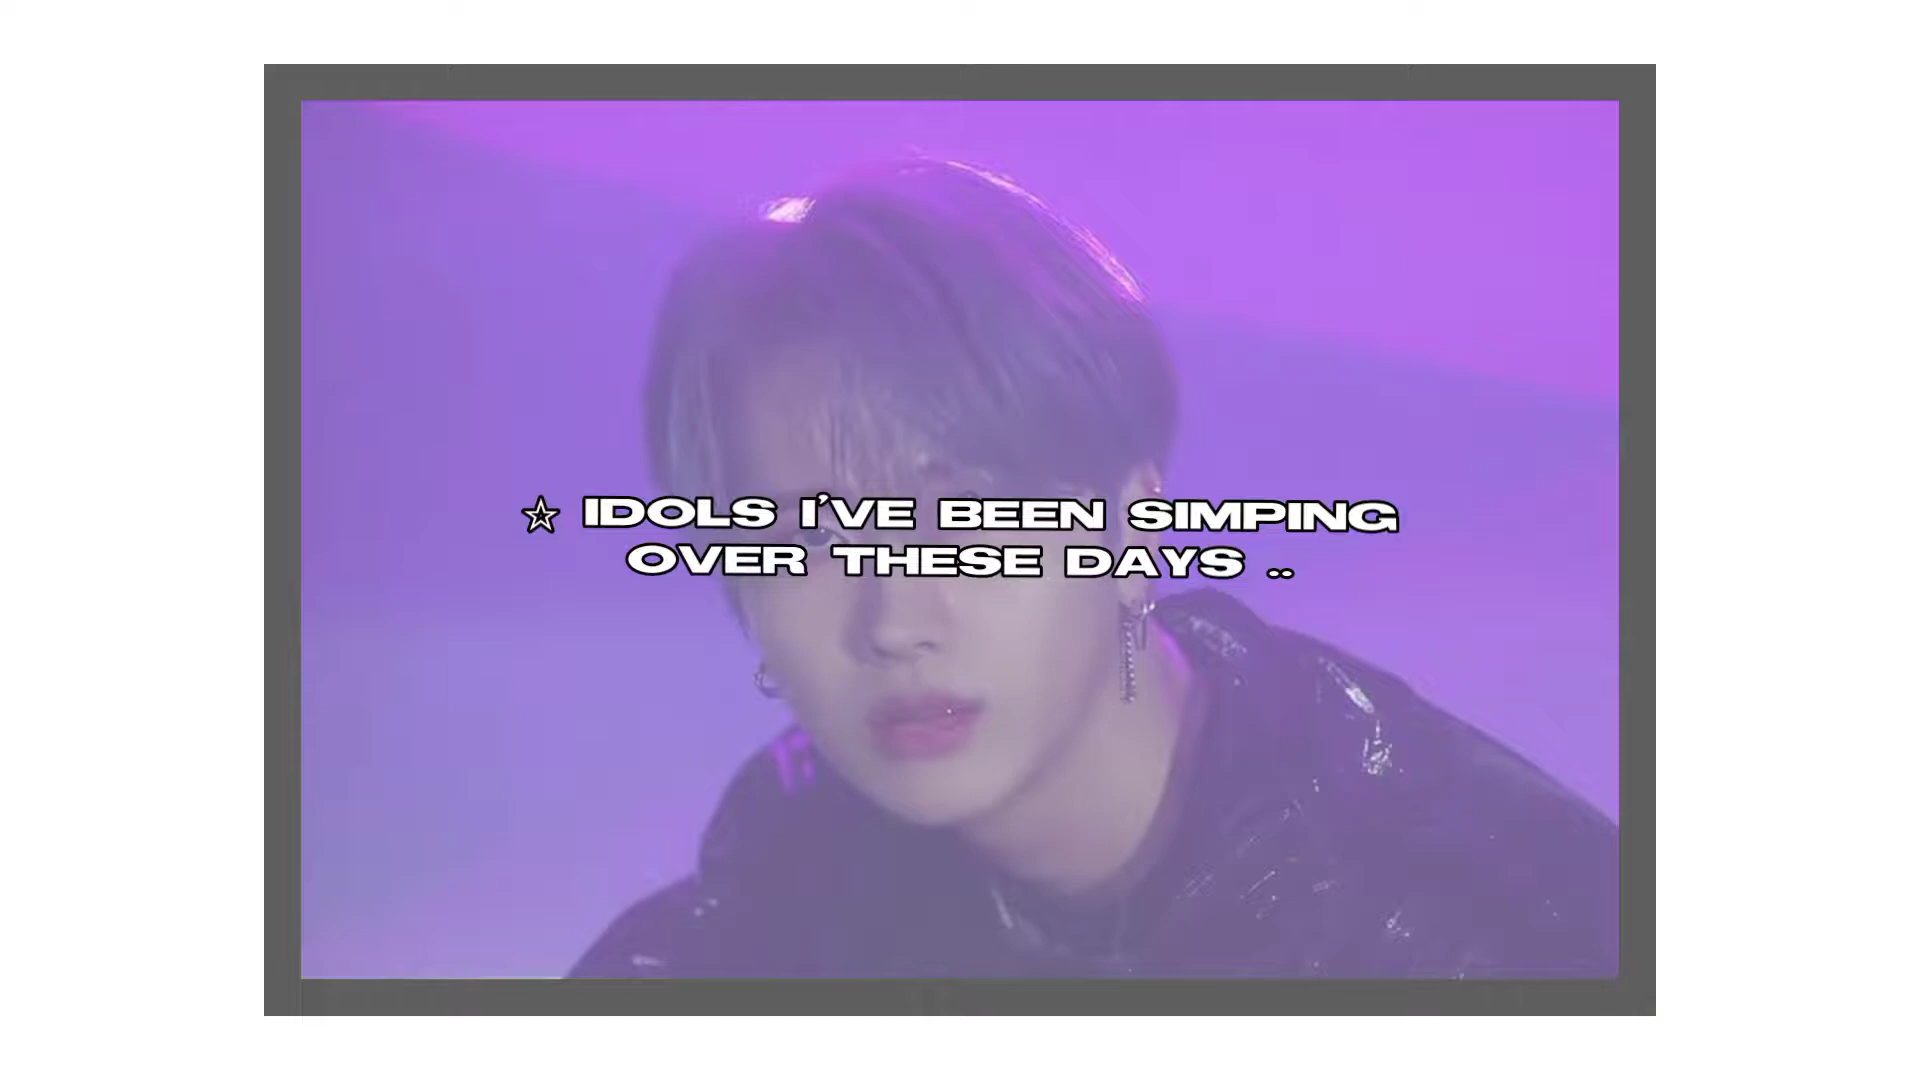 ☆ IDOLS I'VE BEEN SIMPING
OVER THESE DAYS ..